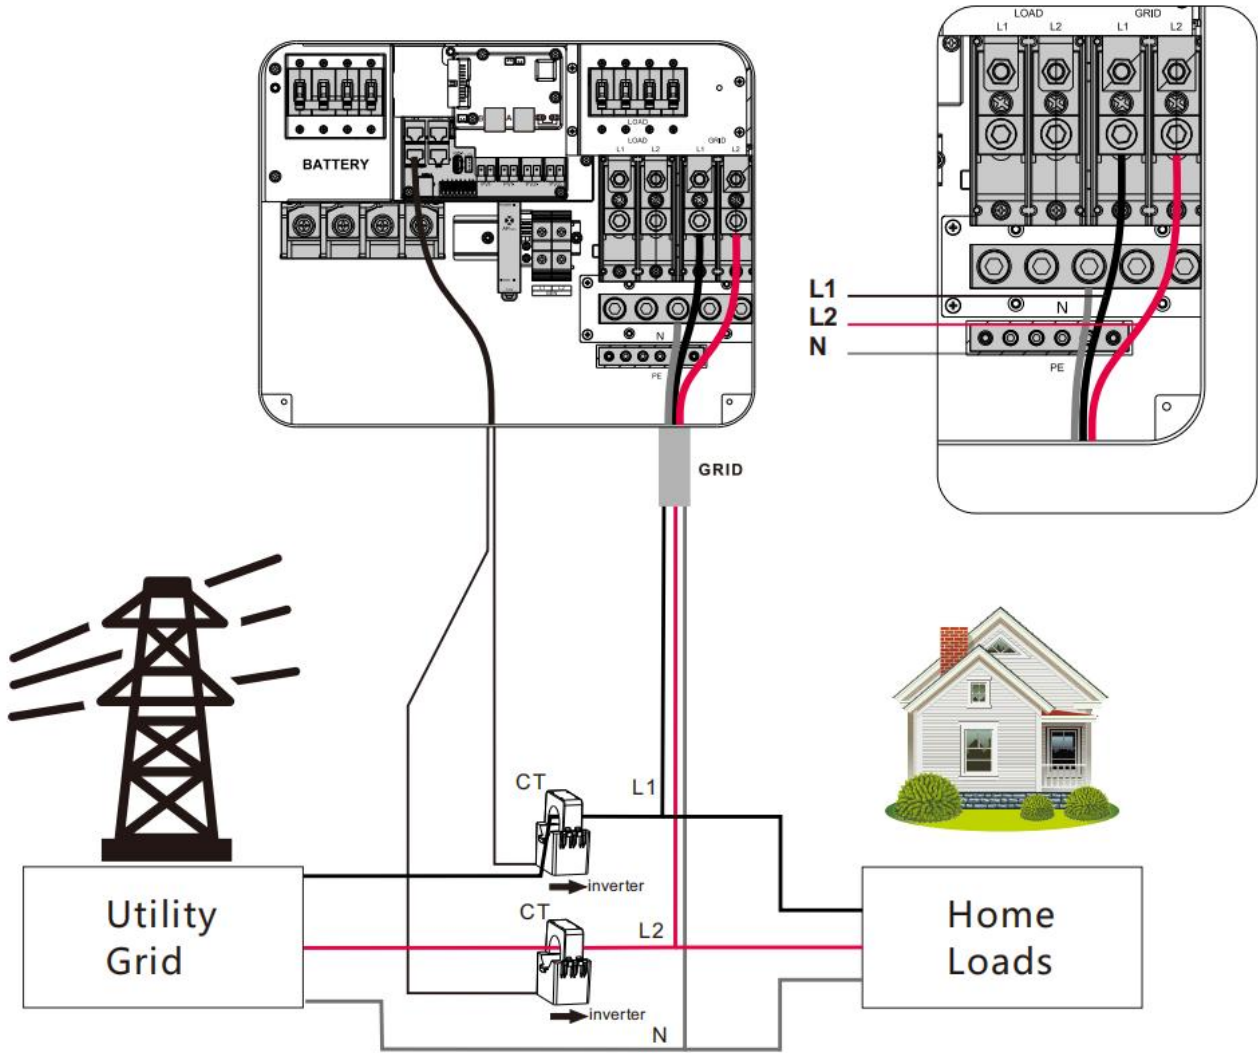 BATTERY
B
A
LOAD
LOAD
GRID
L1 L2 L1 L2
N
PE
LOAD GRID
L1 L2 L1 L2
L1
L2
N
N
PE
GRID
CT
L1
inverter
CT
L2
inverter
N
Utility
Grid
Home
Loads